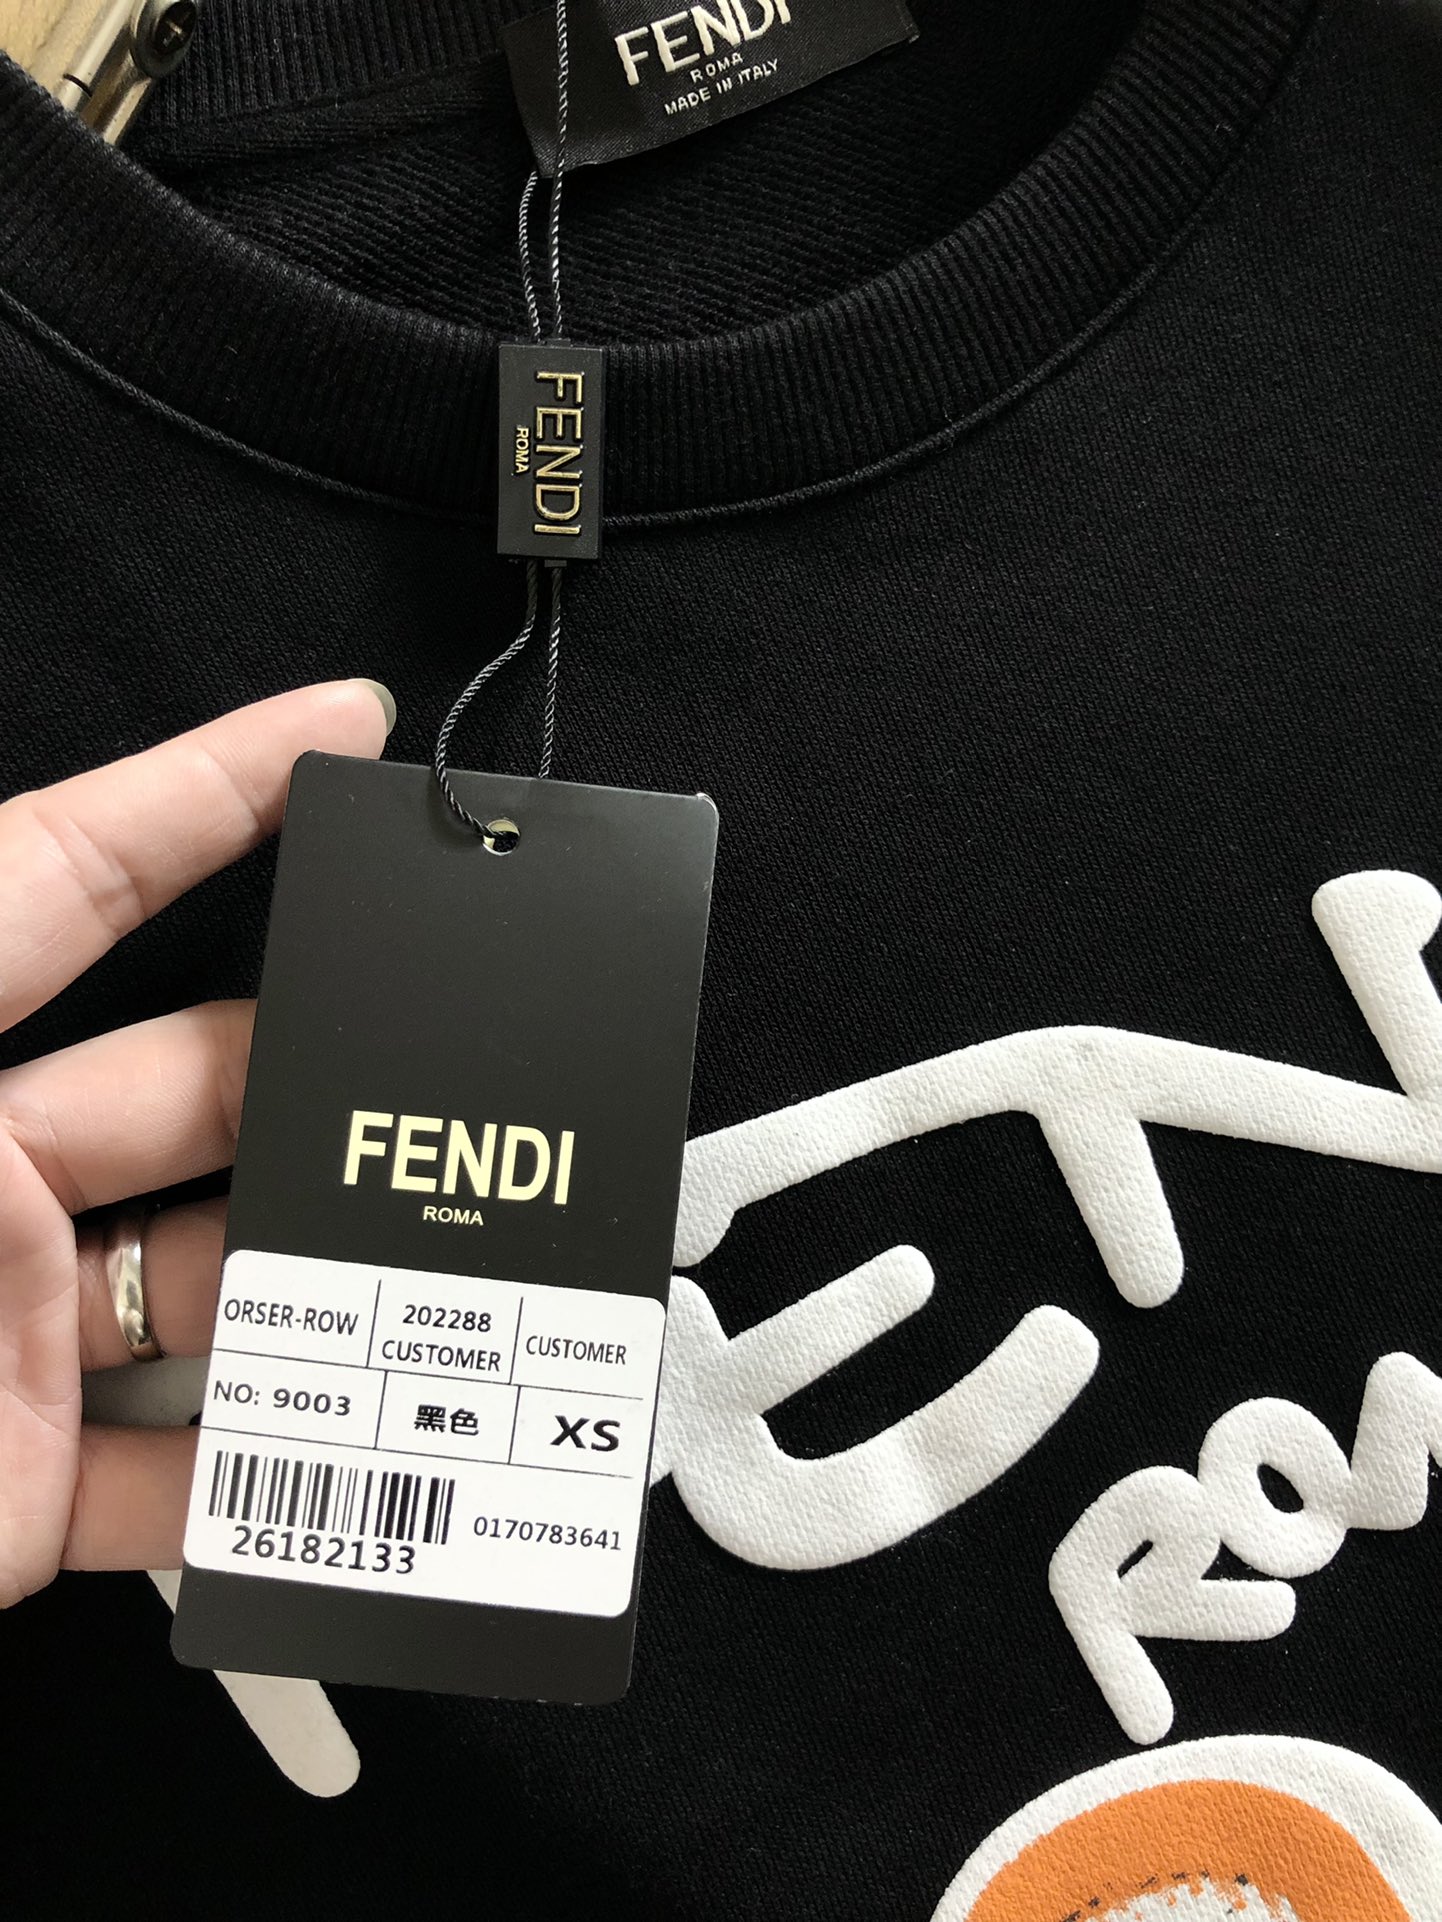 FENDI
ROMA
MADE IN ITALY
FENDI
ROMA
FENDI
ROMA
ORSER-ROW
202288
CUSTOMER
CUSTOMER
NO: 9003
黑色
XS
26182133
0170783641